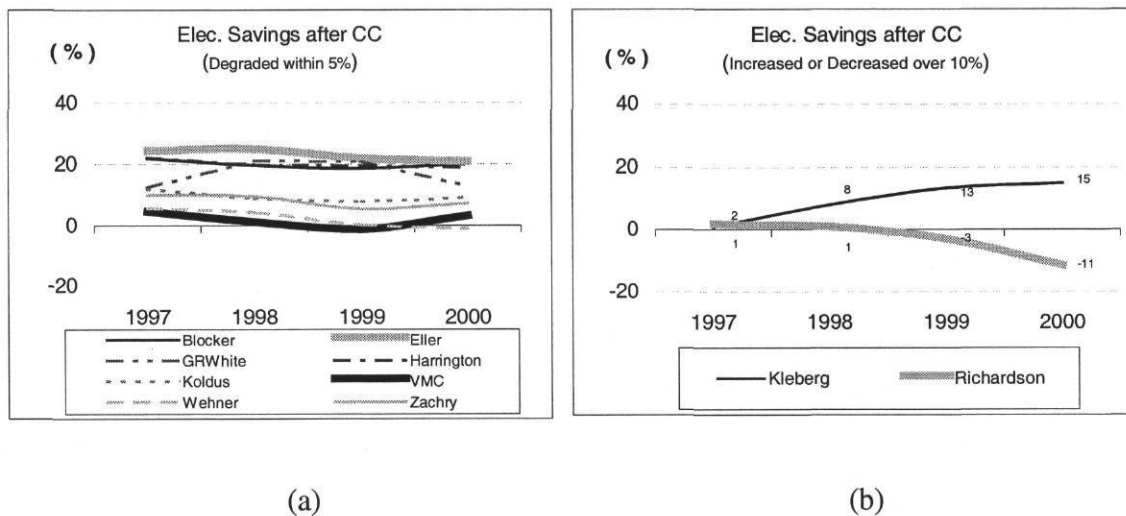 Elec. Savings after CC
(Degraded within 5%)
( % )
40
20
0
-20
1997 1998 1999 2000
Blocker Eller
GRWhite Harrington
Koldus VMC
Wehner Zachry
(a)
Elec. Savings after CC
(Increased or Decreased over 10%)
( % )
40
20
0
-20
2 8 13 15
1 1 -3 -11
1997 1998 1999 2000
Kleberg Richardson
(b)